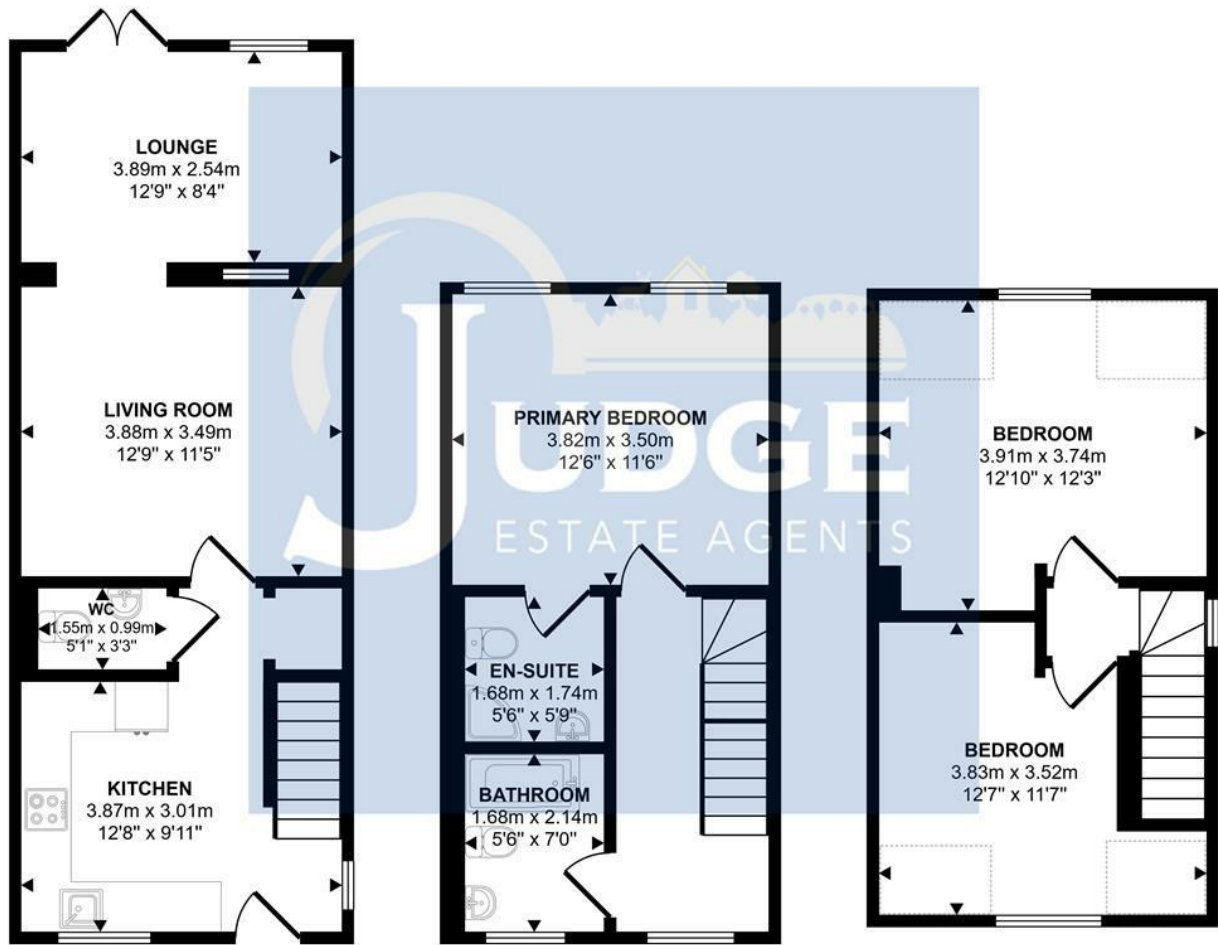 LOUNGE
3.89m x 2.54m
12'9" x 8'4"
LIVING ROOM
3.88m x 3.49m
12'9" x 11'5"
WC
1.55m x 0.99m
5'1" x 3'3"
KITCHEN
3.87m x 3.01m
12'8" x 9'11"
PRIMARY BEDROOM
3.82m x 3.50m
12'6" x 11'6"
JUDGE
ESTATE AGENTS
EN-SUITE
1.68m x 1.74m
5'6" x 5'9"
BATHROOM
1.68m x 2.14m
5'6" x 7'0"
BEDROOM
3.91m x 3.74m
12'10" x 12'3"
BEDROOM
3.83m x 3.52m
12'7" x 11'7"